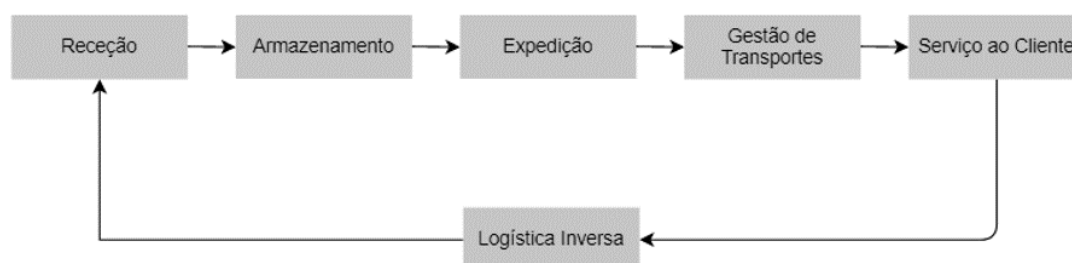 Receção
Armazenamento
Expedição
Gestão de
Transportes
Serviço ao Cliente
Logística Inversa